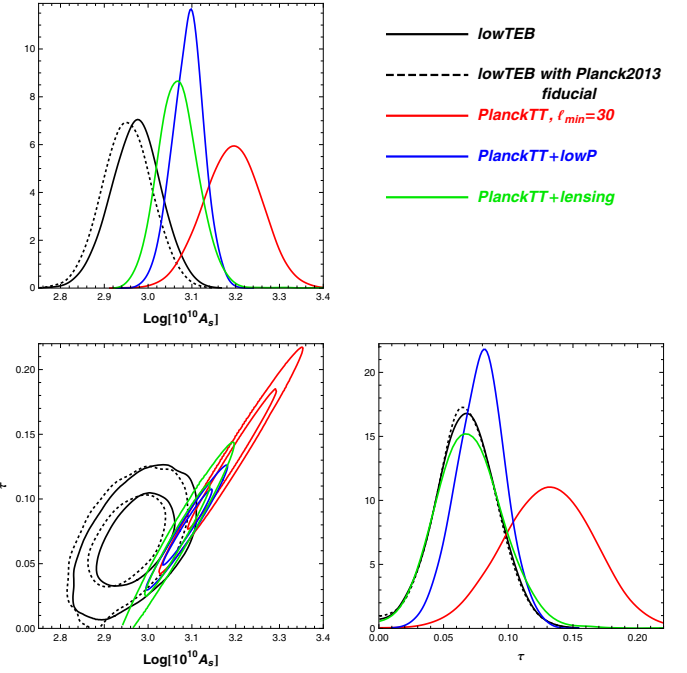 10
8
6
4
2
0
2.8 2.9 3.0 3.1 3.2 3.3 3.4
Log[10^10 A_s]
lowTEB
lowTEB with Planck2013
fiducial
PlanckTT, ℓ_min=30
PlanckTT+lowP
PlanckTT+lensing
0.20
0.15
0.10
0.05
0.00
τ
2.8 2.9 3.0 3.1 3.2 3.3 3.4
Log[10^10 A_s]
20
15
10
5
0
0.00 0.05 0.10 0.15 0.20
τ